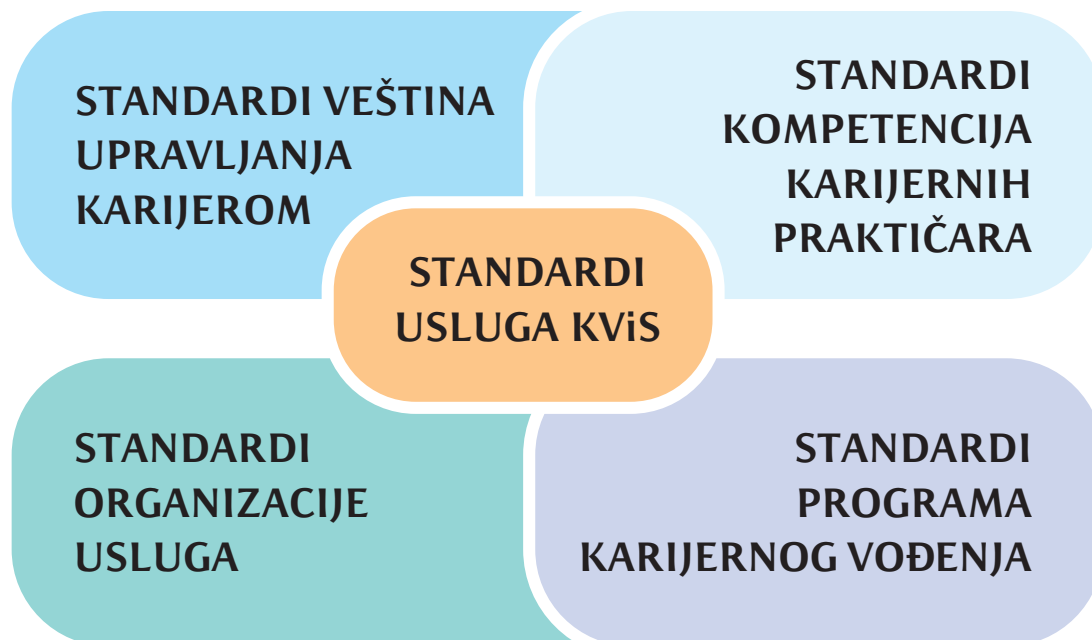 STANDARDI VEŠTINA
UPRAVLJANJA
KARIJEROM
STANDARDI
KOMPETENCIJA
KARIJERNIH
PRAKTIČARA
STANDARDI
USLUGA KViS
STANDARDI
ORGANIZACIJE
USLUGA
STANDARDI
PROGRAMA
KARIJERNOG VOĐENJA